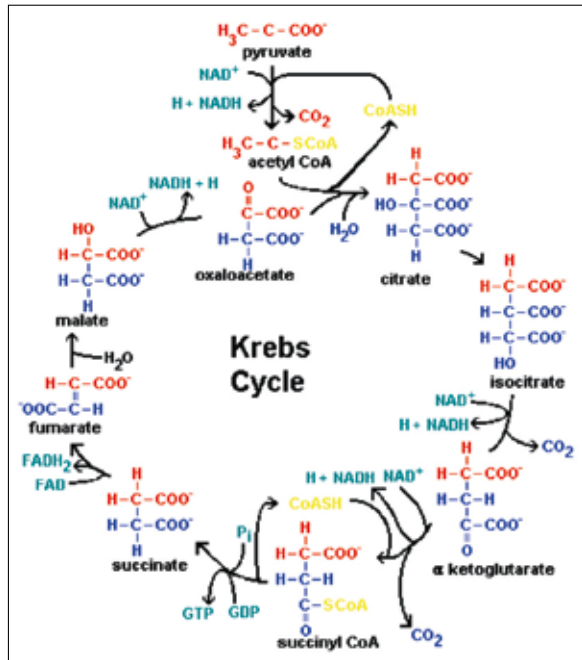 H₃C–C–COO⁻
pyruvate
NAD⁺
H + NADH
CO₂
CoASH
H₃C–C–SCoA
acetyl CoA
NADH + H
NAD⁺
O
C–COO⁻
H–C–COO⁻
H
oxaloacetate
H₂O
H
H–C–COO⁻
HO–C–COO⁻
H–C–COO⁻
H
citrate
HO
H–C–COO⁻
H–C–COO⁻
H
malate
H
H–C–COO⁻
H–C–COO⁻
H–C–COO⁻
HO
isocitrate
Krebs
Cycle
H₂O
H–C–COO⁻
⁻OOC–C–H
fumarate
NAD⁺
H + NADH
CO₂
FADH₂
FAD
H
H–C–COO⁻
H–C–COO⁻
H
succinate
H + NADH
NAD⁺
CoASH
H
H–C–COO⁻
H–C–H
C–COO⁻
O
α ketoglutarate
Pi
GTP
GDP
H
H–C–COO⁻
H–C–H
C–SCoA
O
succinyl CoA
CO₂